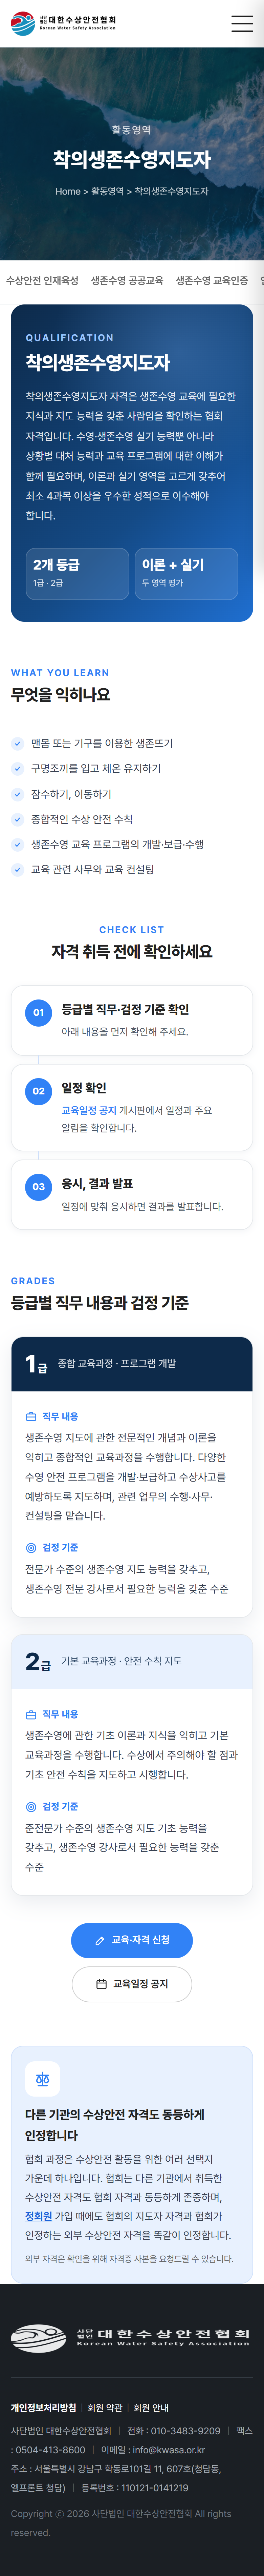 사단법인 대한수상안전협회
Korean Water Safety Association
활동영역
착의생존수영지도자
Home > 활동영역 > 착의생존수영지도자
수상안전 인재육성 생존수영 공공교육 생존수영 교육인증
QUALIFICATION
착의생존수영지도자
착의생존수영지도자 자격은 생존수영 교육에 필요한
지식과 지도 능력을 갖춘 사람임을 확인하는 협회
자격입니다. 수영·생존수영 실기 능력뿐 아니라
상황별 대처 능력과 교육 프로그램에 대한 이해가
함께 필요하며, 이론과 실기 영역을 고르게 갖추어
최소 4과목 이상을 우수한 성적으로 이수해야
합니다.
2개 등급
1급 · 2급
이론 + 실기
두 영역 평가
WHAT YOU LEARN
무엇을 익히나요
맨몸 또는 기구를 이용한 생존뜨기
구명조끼를 입고 체온 유지하기
잠수하기, 이동하기
종합적인 수상 안전 수칙
생존수영 교육 프로그램의 개발·보급·수행
교육 관련 사무와 교육 컨설팅
CHECK LIST
자격 취득 전에 확인하세요
01 등급별 직무·검정 기준 확인
아래 내용을 먼저 확인해 주세요.
02 일정 확인
교육일정 공지 게시판에서 일정과 주요
알림을 확인합니다.
03 응시, 결과 발표
일정에 맞춰 응시하면 결과를 발표합니다.
GRADES
등급별 직무 내용과 검정 기준
1급 종합 교육과정 · 프로그램 개발
직무 내용
생존수영 지도에 관한 전문적인 개념과 이론을
익히고 종합적인 교육과정을 수행합니다. 다양한
수영 안전 프로그램을 개발·보급하고 수상사고를
예방하도록 지도하며, 관련 업무의 수행·사무·
컨설팅을 맡습니다.
검정 기준
전문가 수준의 생존수영 지도 능력을 갖추고,
생존수영 전문 강사로서 필요한 능력을 갖춘 수준
2급 기본 교육과정 · 안전 수칙 지도
직무 내용
생존수영에 관한 기초 이론과 지식을 익히고 기본
교육과정을 수행합니다. 수상에서 주의해야 할 점과
기초 안전 수칙을 지도하고 시행합니다.
검정 기준
준전문가 수준의 생존수영 지도 기초 능력을
갖추고, 생존수영 강사로서 필요한 능력을 갖춘
수준
교육·자격 신청
교육일정 공지
다른 기관의 수상안전 자격도 동등하게
인정합니다
협회 과정은 수상안전 활동을 위한 여러 선택지
가운데 하나입니다. 협회는 다른 기관에서 취득한
수상안전 자격도 협회 자격과 동등하게 존중하며,
정회원 가입 때에도 협회의 지도자 자격과 협회가
인정하는 외부 수상안전 자격을 똑같이 인정합니다.
외부 자격은 확인을 위해 자격증 사본을 요청드릴 수 있습니다.
사단법인 대한수상안전협회
Korean Water Safety Association
개인정보처리방침 | 회원 약관 | 회원 안내
사단법인 대한수상안전협회 | 전화 : 010-3483-9209 | 팩스
: 0504-413-8600 | 이메일 : info@kwasa.or.kr
주소 : 서울특별시 강남구 학동로101길 11, 607호(청담동,
엘프론트 청담) | 등록번호 : 110121-0141219
Copyright ⓒ 2026 사단법인 대한수상안전협회 All rights
reserved.